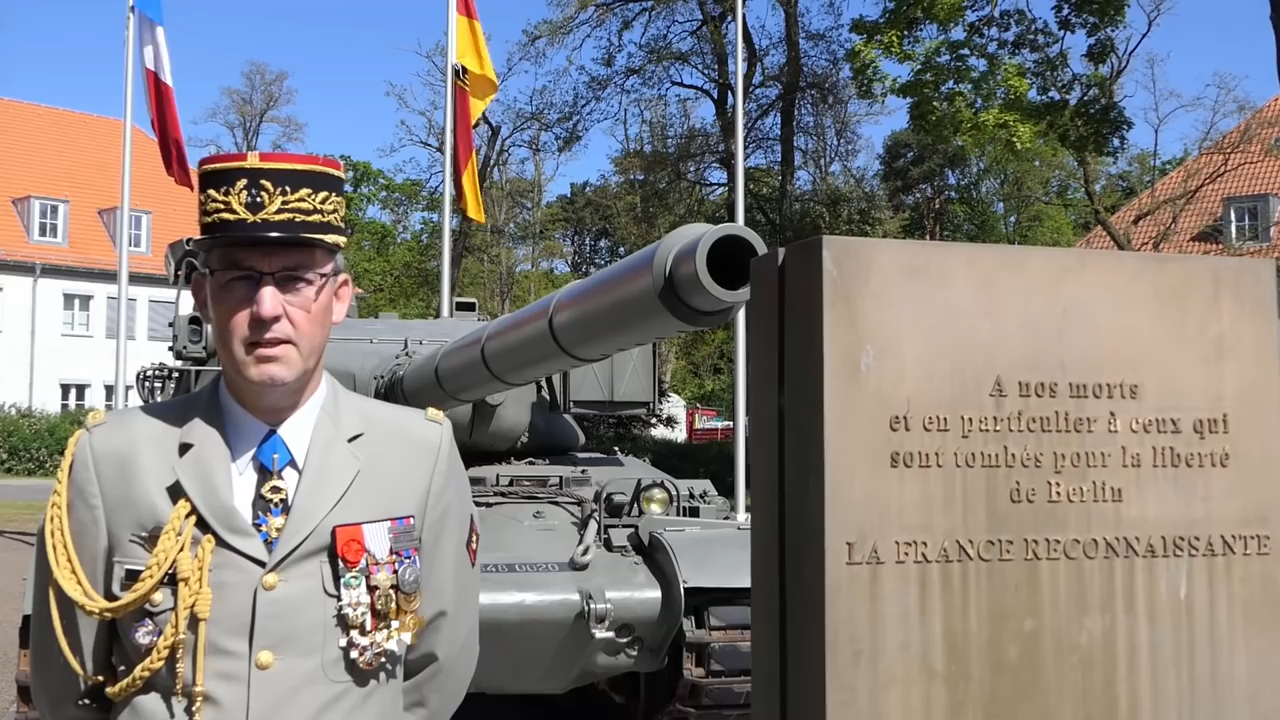 A nos morts
et en particulier à ceux qui
sont tombés pour la liberté
de Berlin
LA FRANCE RECONNAISSANTE